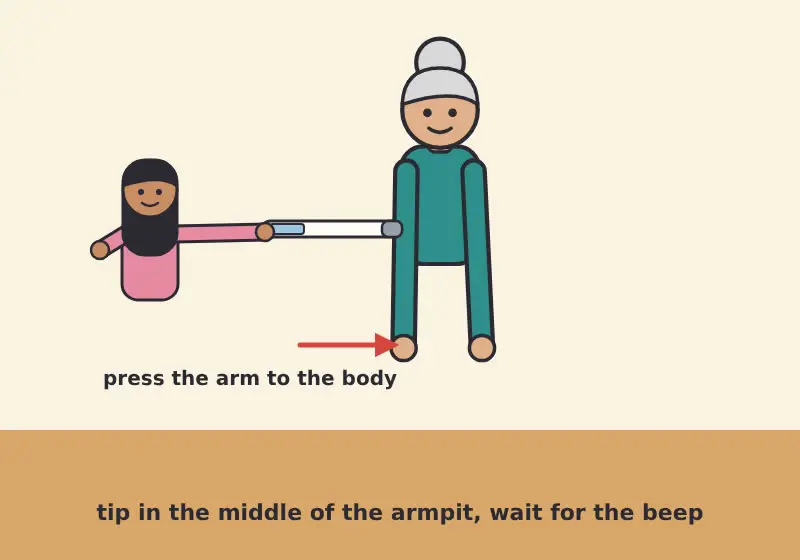 press the arm to the body
tip in the middle of the armpit, wait for the beep